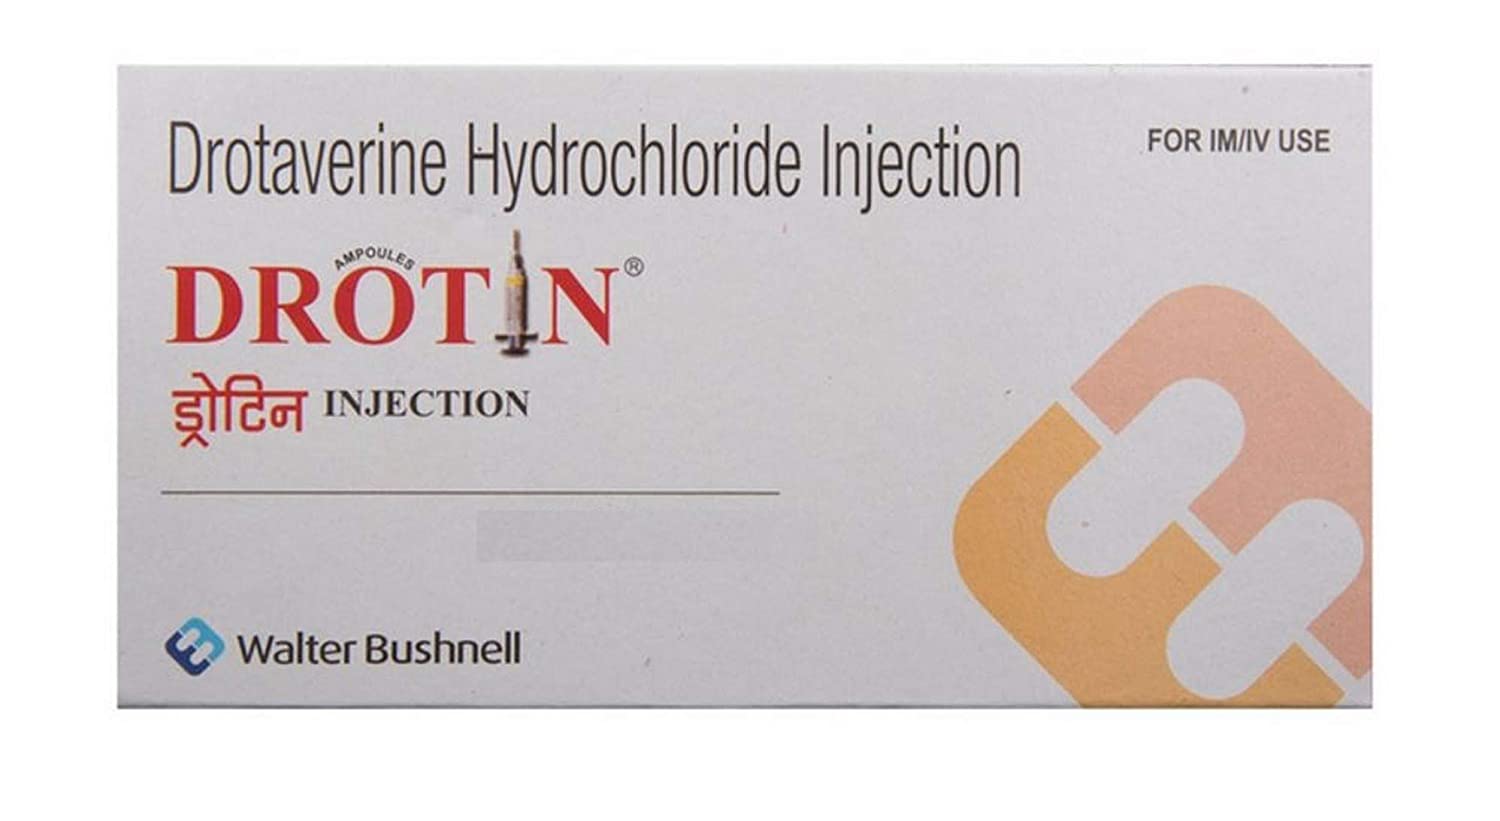 Drotaverine Hydrochloride Injection
FOR IM/IV USE
AMPOULES
DROTIN®
ड्रोटिन INJECTION
Walter Bushnell